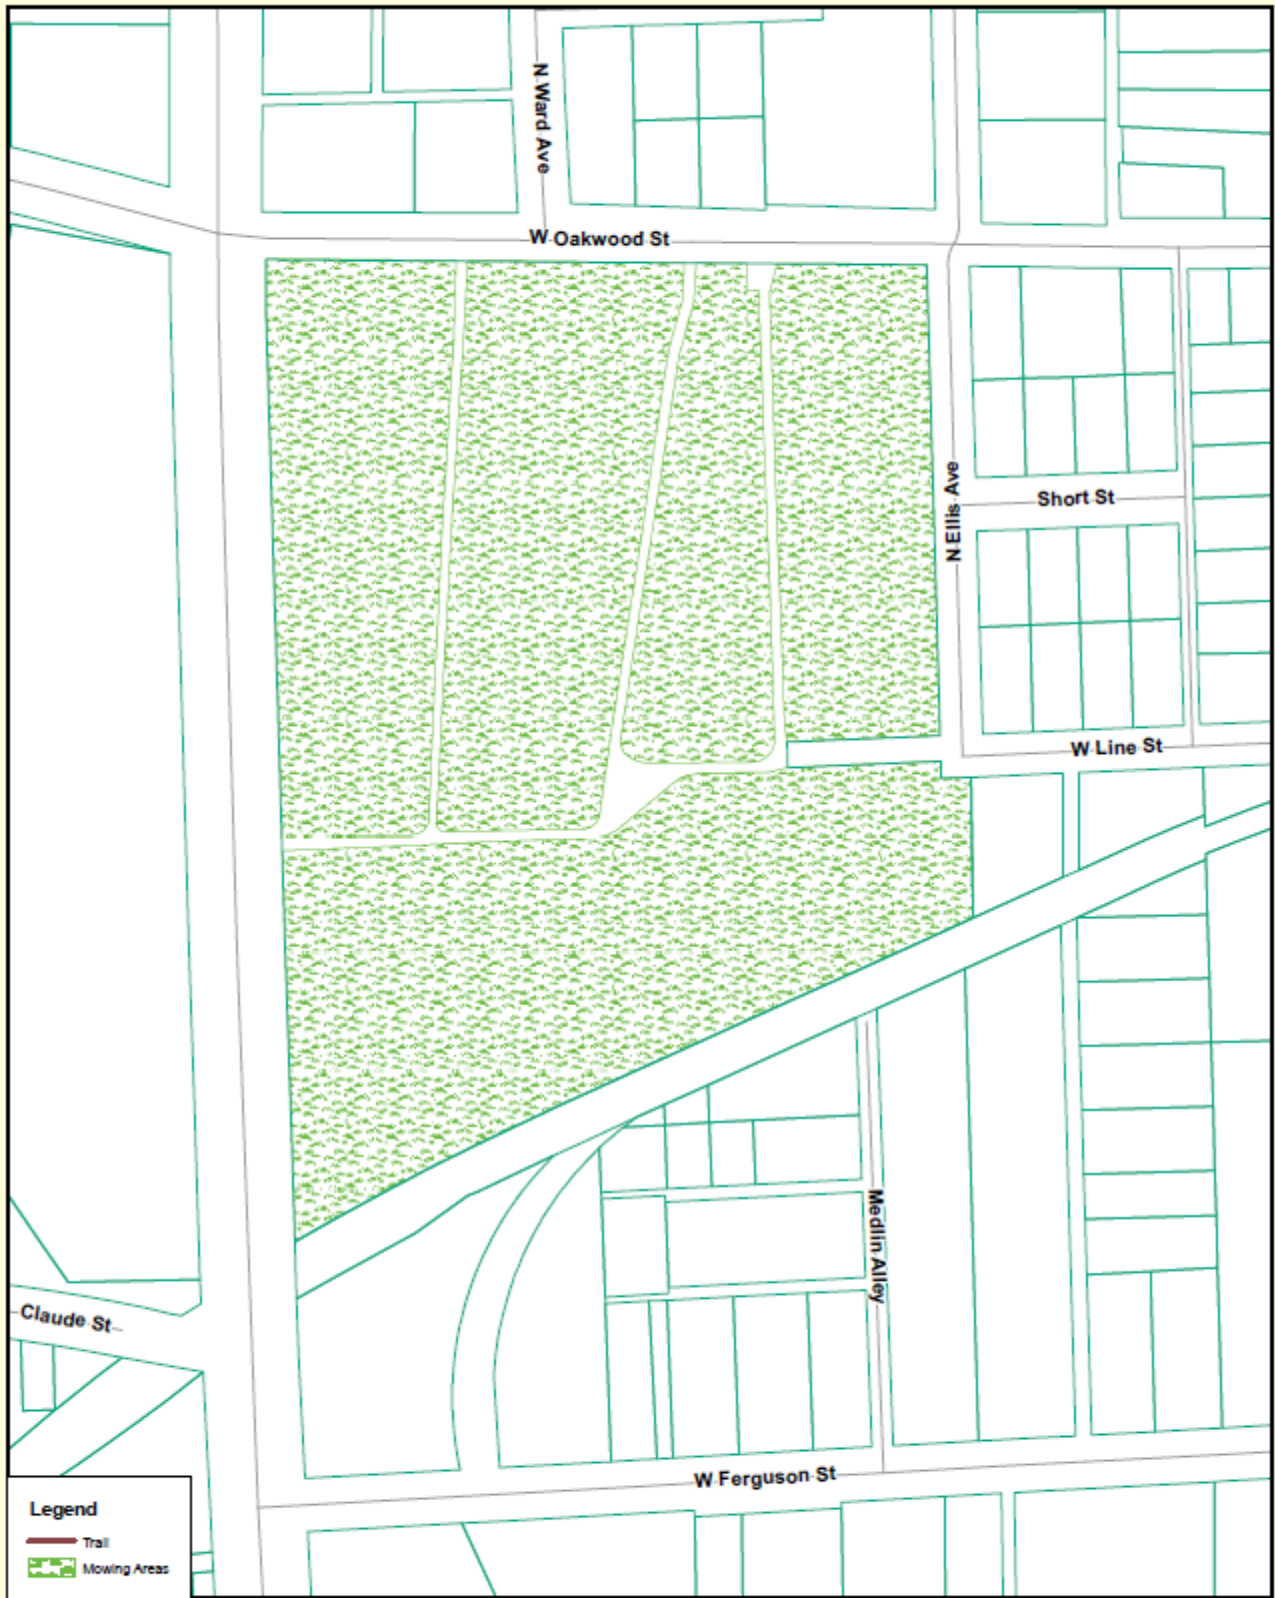 N Ward Ave
W Oakwood St
N Ellis Ave
Short St
W Line St
Medlin Alley
Claude St
W Ferguson St
Legend
Trail
Mowing Areas